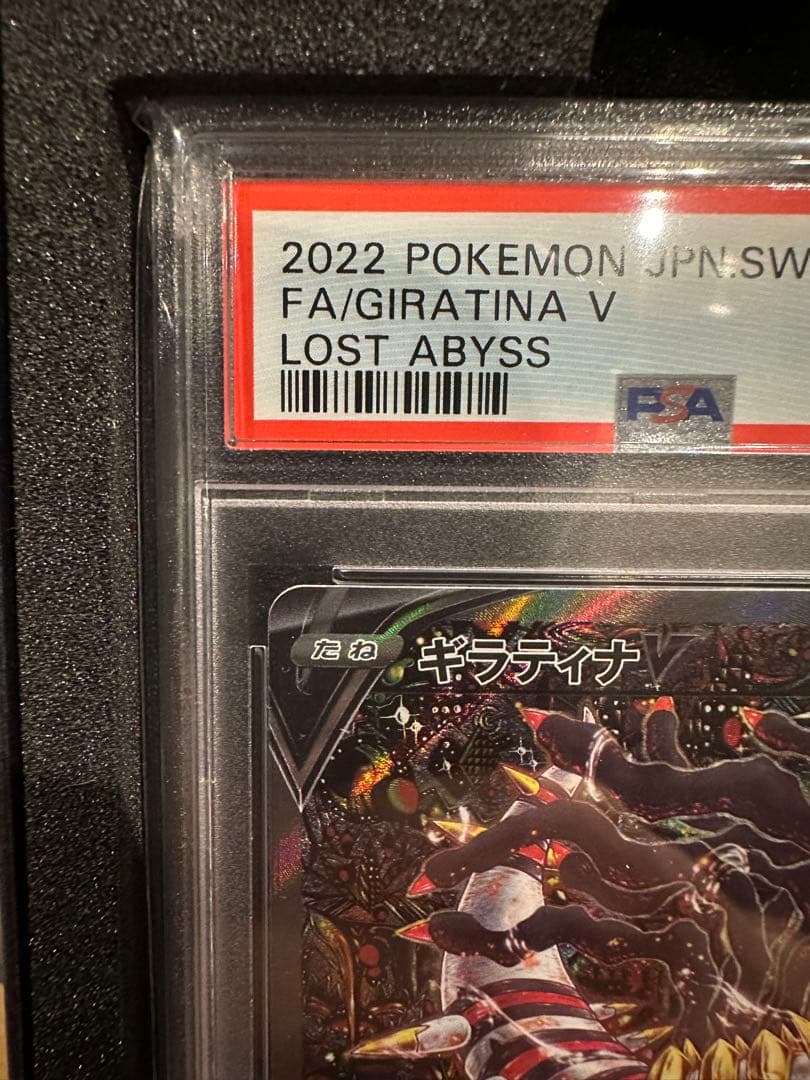 2022 POKEMON JPN.SW
FA/GIRATINA V
LOST ABYSS
PSA
たね
ギラティナV